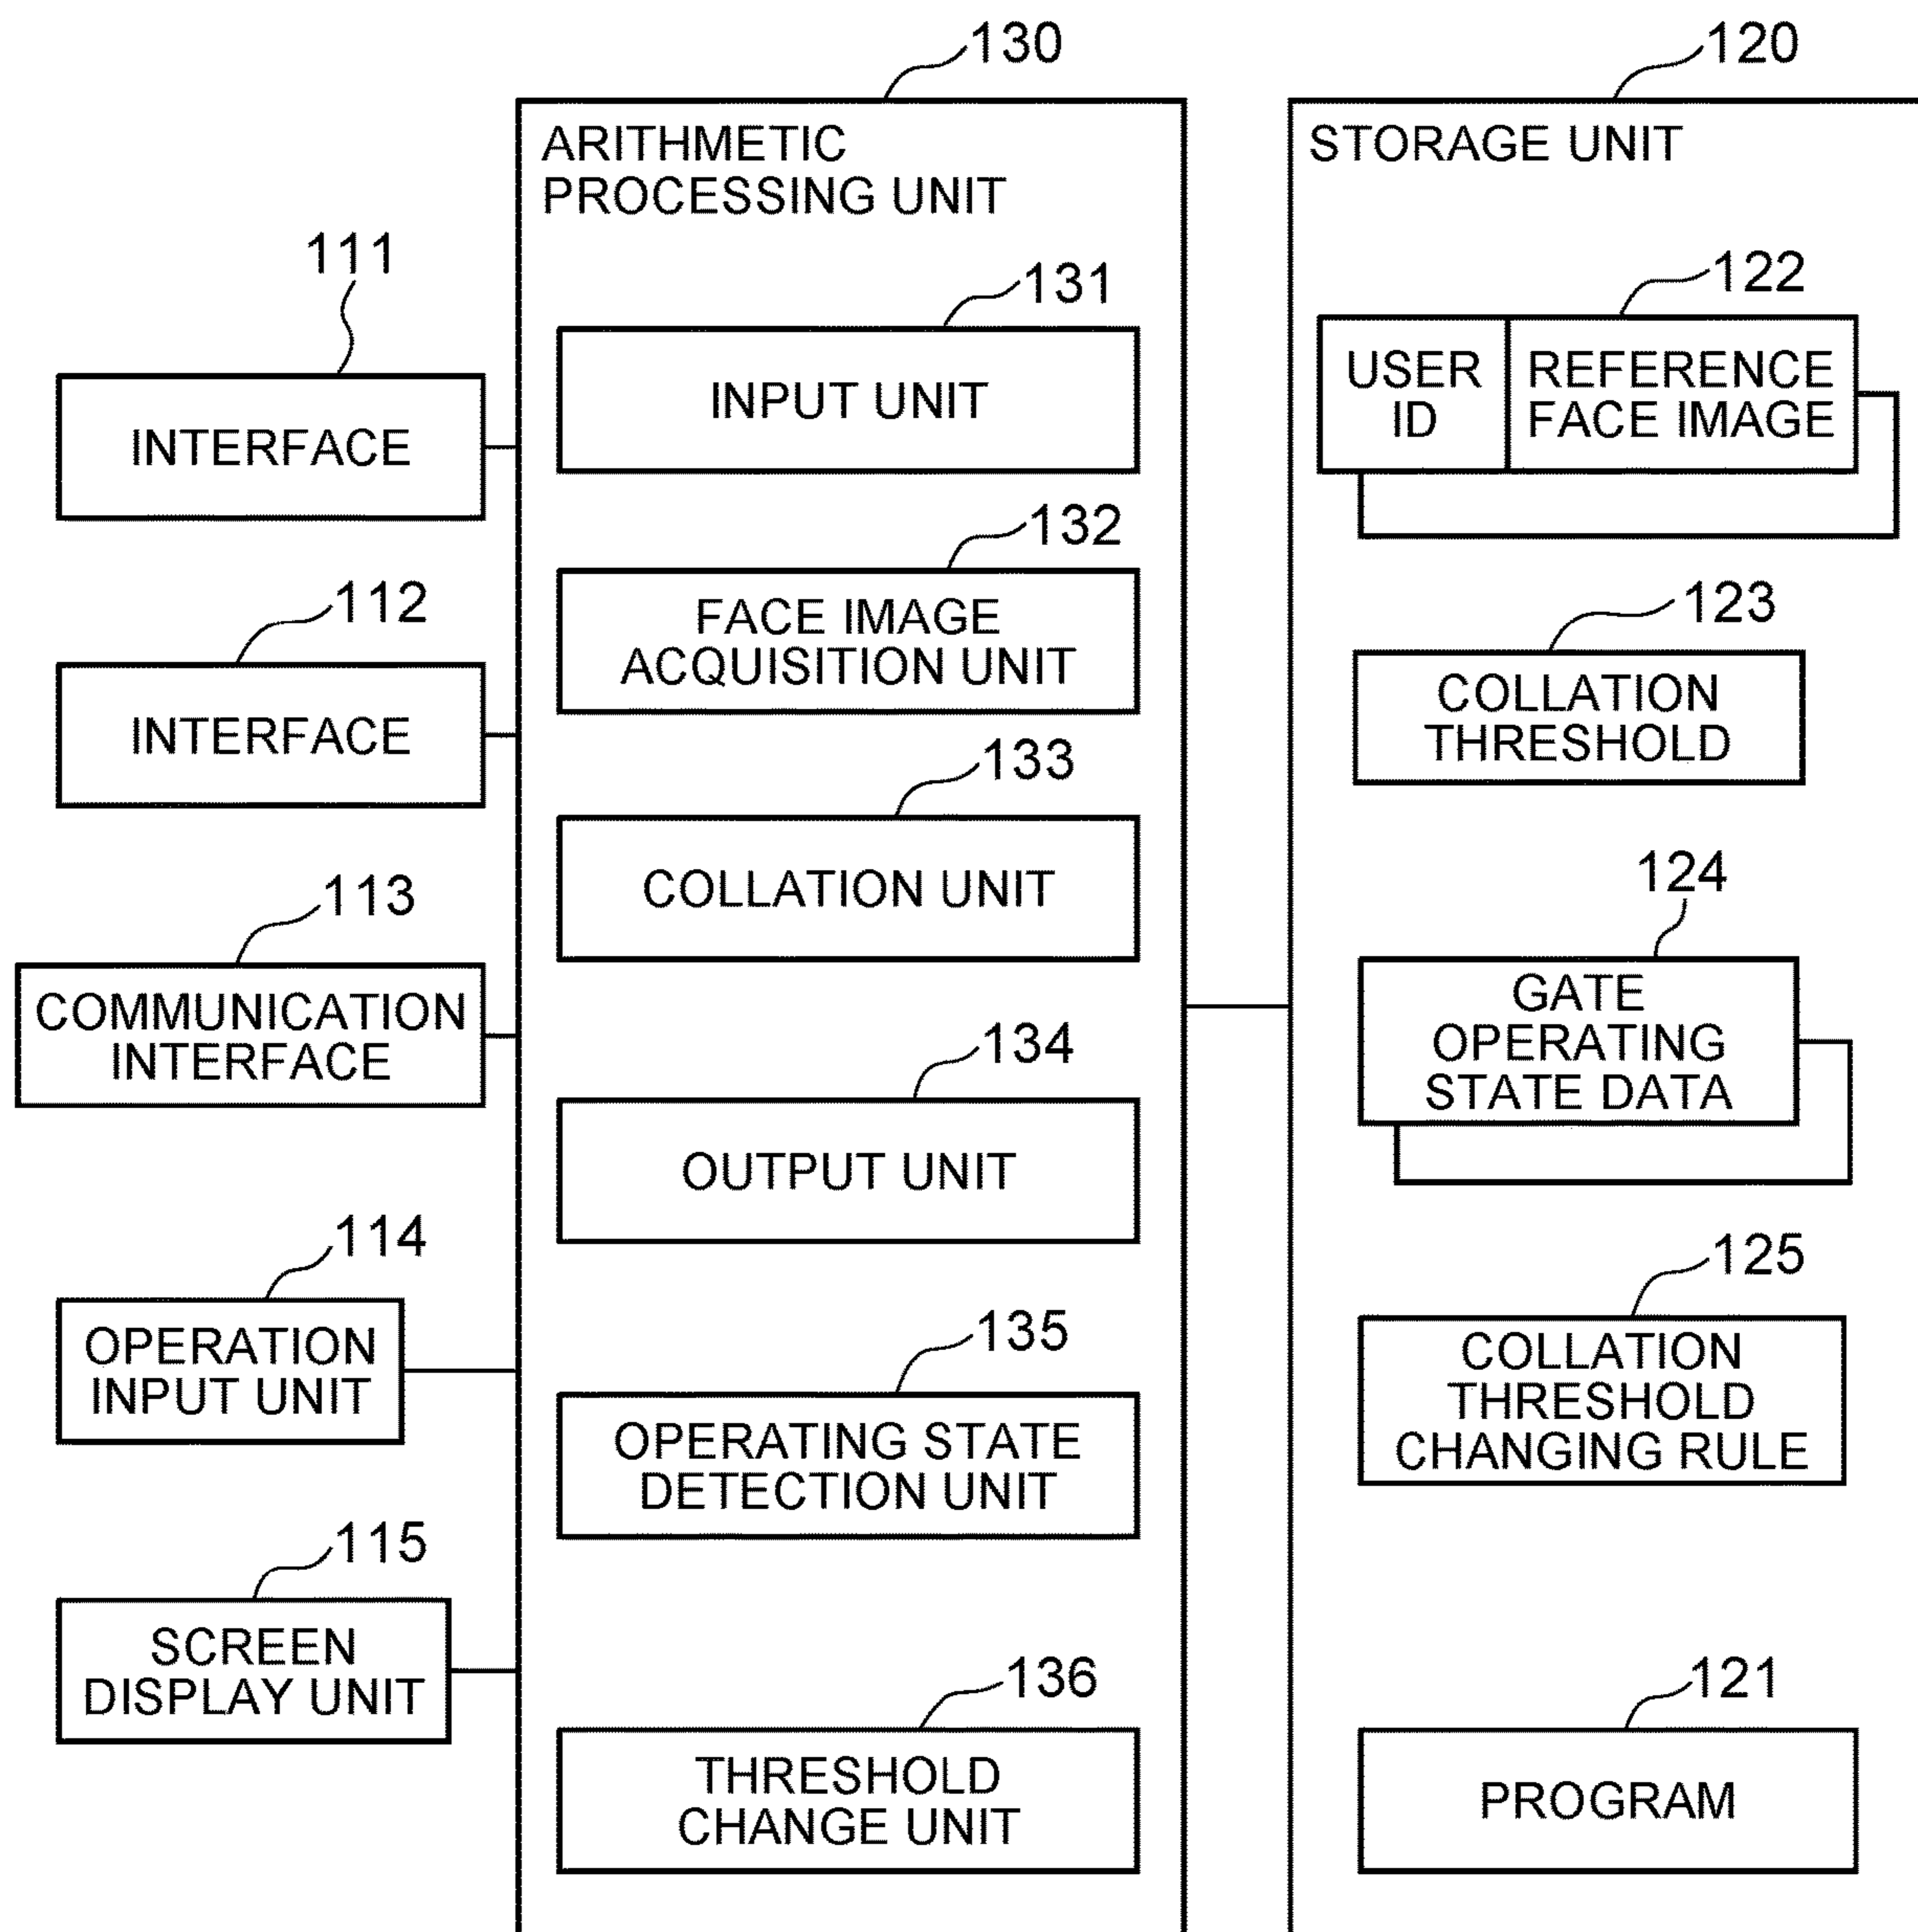 130
120
ARITHMETIC
PROCESSING UNIT
STORAGE UNIT
111
INTERFACE
112
INTERFACE
113
COMMUNICATION
INTERFACE
114
OPERATION
INPUT UNIT
115
SCREEN
DISPLAY UNIT
131
INPUT UNIT
132
FACE IMAGE
ACQUISITION UNIT
133
COLLATION UNIT
134
OUTPUT UNIT
135
OPERATING STATE
DETECTION UNIT
136
THRESHOLD
CHANGE UNIT
122
USER
ID
REFERENCE
FACE IMAGE
123
COLLATION
THRESHOLD
124
GATE
OPERATING
STATE DATA
125
COLLATION
THRESHOLD
CHANGING RULE
121
PROGRAM